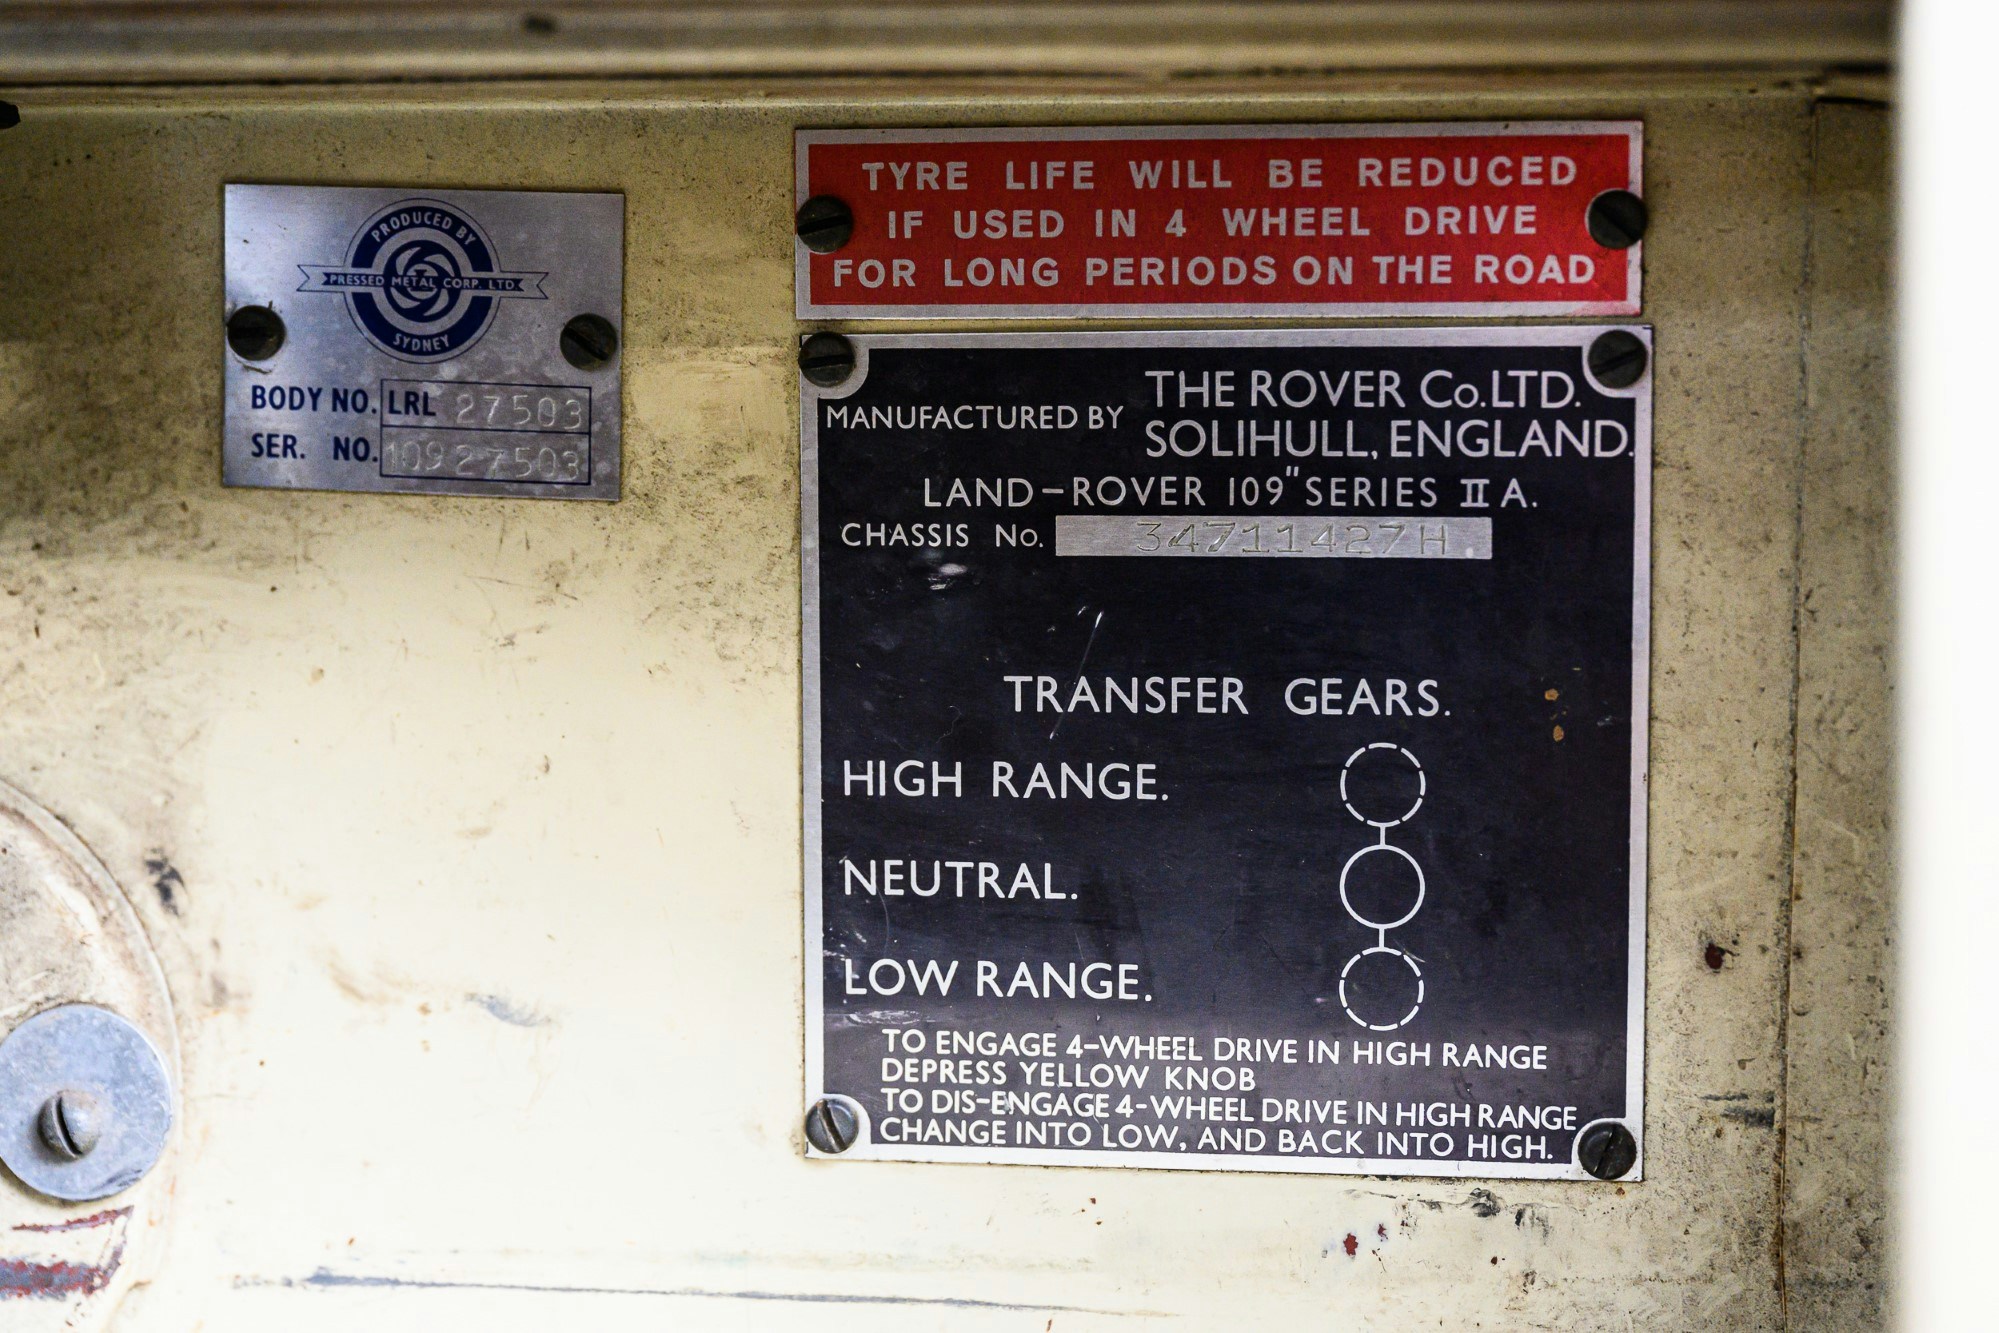 PRODUCED BY
PRESSED METAL CORP. LTD
SYDNEY
BODY NO. LRL 27503
SER. NO. 10927503
TYRE LIFE WILL BE REDUCED
IF USED IN 4 WHEEL DRIVE
FOR LONG PERIODS ON THE ROAD
MANUFACTURED BY THE ROVER Co. LTD.
SOLIHULL, ENGLAND.
LAND-ROVER 109" SERIES II A.
CHASSIS No. 34711427H
TRANSFER GEARS.
HIGH RANGE.
NEUTRAL.
LOW RANGE.
TO ENGAGE 4-WHEEL DRIVE IN HIGH RANGE
DEPRESS YELLOW KNOB
TO DIS-ENGAGE 4-WHEEL DRIVE IN HIGH RANGE
CHANGE INTO LOW, AND BACK INTO HIGH.